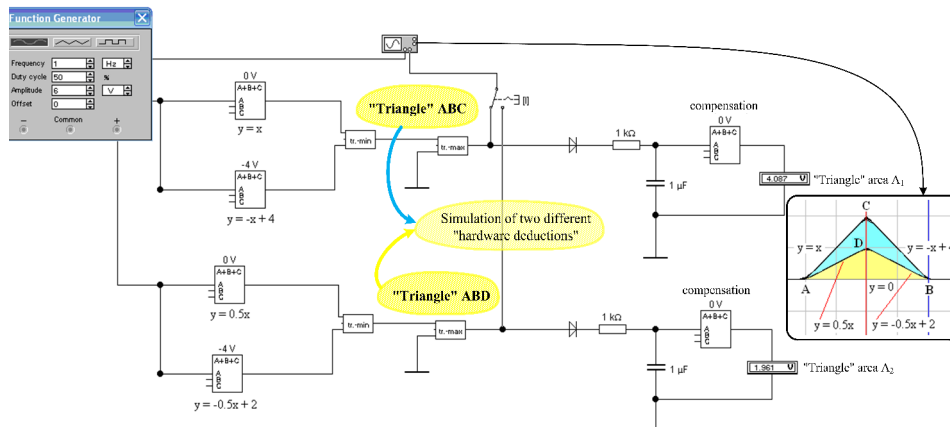 Function Generator
Frequency 1 Hz
Duty cycle 50 %
Amplitude 6 V
Offset 0
− Common +
0 V
A+B+C
A
B
C
y = x
-4 V
A+B+C
A
B
C
y = -x + 4
tr.-min
tr.-max
"Triangle" ABC
[I]
1 kΩ
1 µF
compensation
0 V
A+B+C
A
B
C
4.087 V
"Triangle" area A1
Simulation of two different
"hardware deductions"
"Triangle" ABD
0 V
A+B+C
A
B
C
y = 0.5x
-4 V
A+B+C
A
B
C
y = -0.5x + 2
tr.-min
tr.-max
1 kΩ
1 µF
compensation
0 V
A+B+C
A
B
C
1.961 V
"Triangle" area A2
C
y = x
D
y = -x + 4
A
y = 0
B
y = 0.5x
y = -0.5x + 2